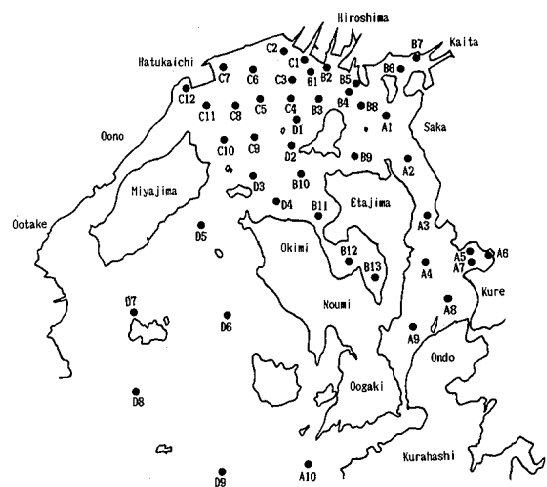 Hiroshima
C2
B7
Kaita
C1
Hatukaichi
C7
C6
C3
B1
B2
B5
B6
C12
C11
C8
C5
C4
B3
B4
B8
A1
D1
Oono
Saka
C10
C9
D2
B9
A2
D3
B10
Miyajima
D4
Etajima
B11
A3
Ootake
D5
Okimi
B12
A5
A6
A4
A7
B13
Kure
Noumi
A8
D7
D6
A9
Ondo
Oogaki
D8
Kurahashi
D9
A10